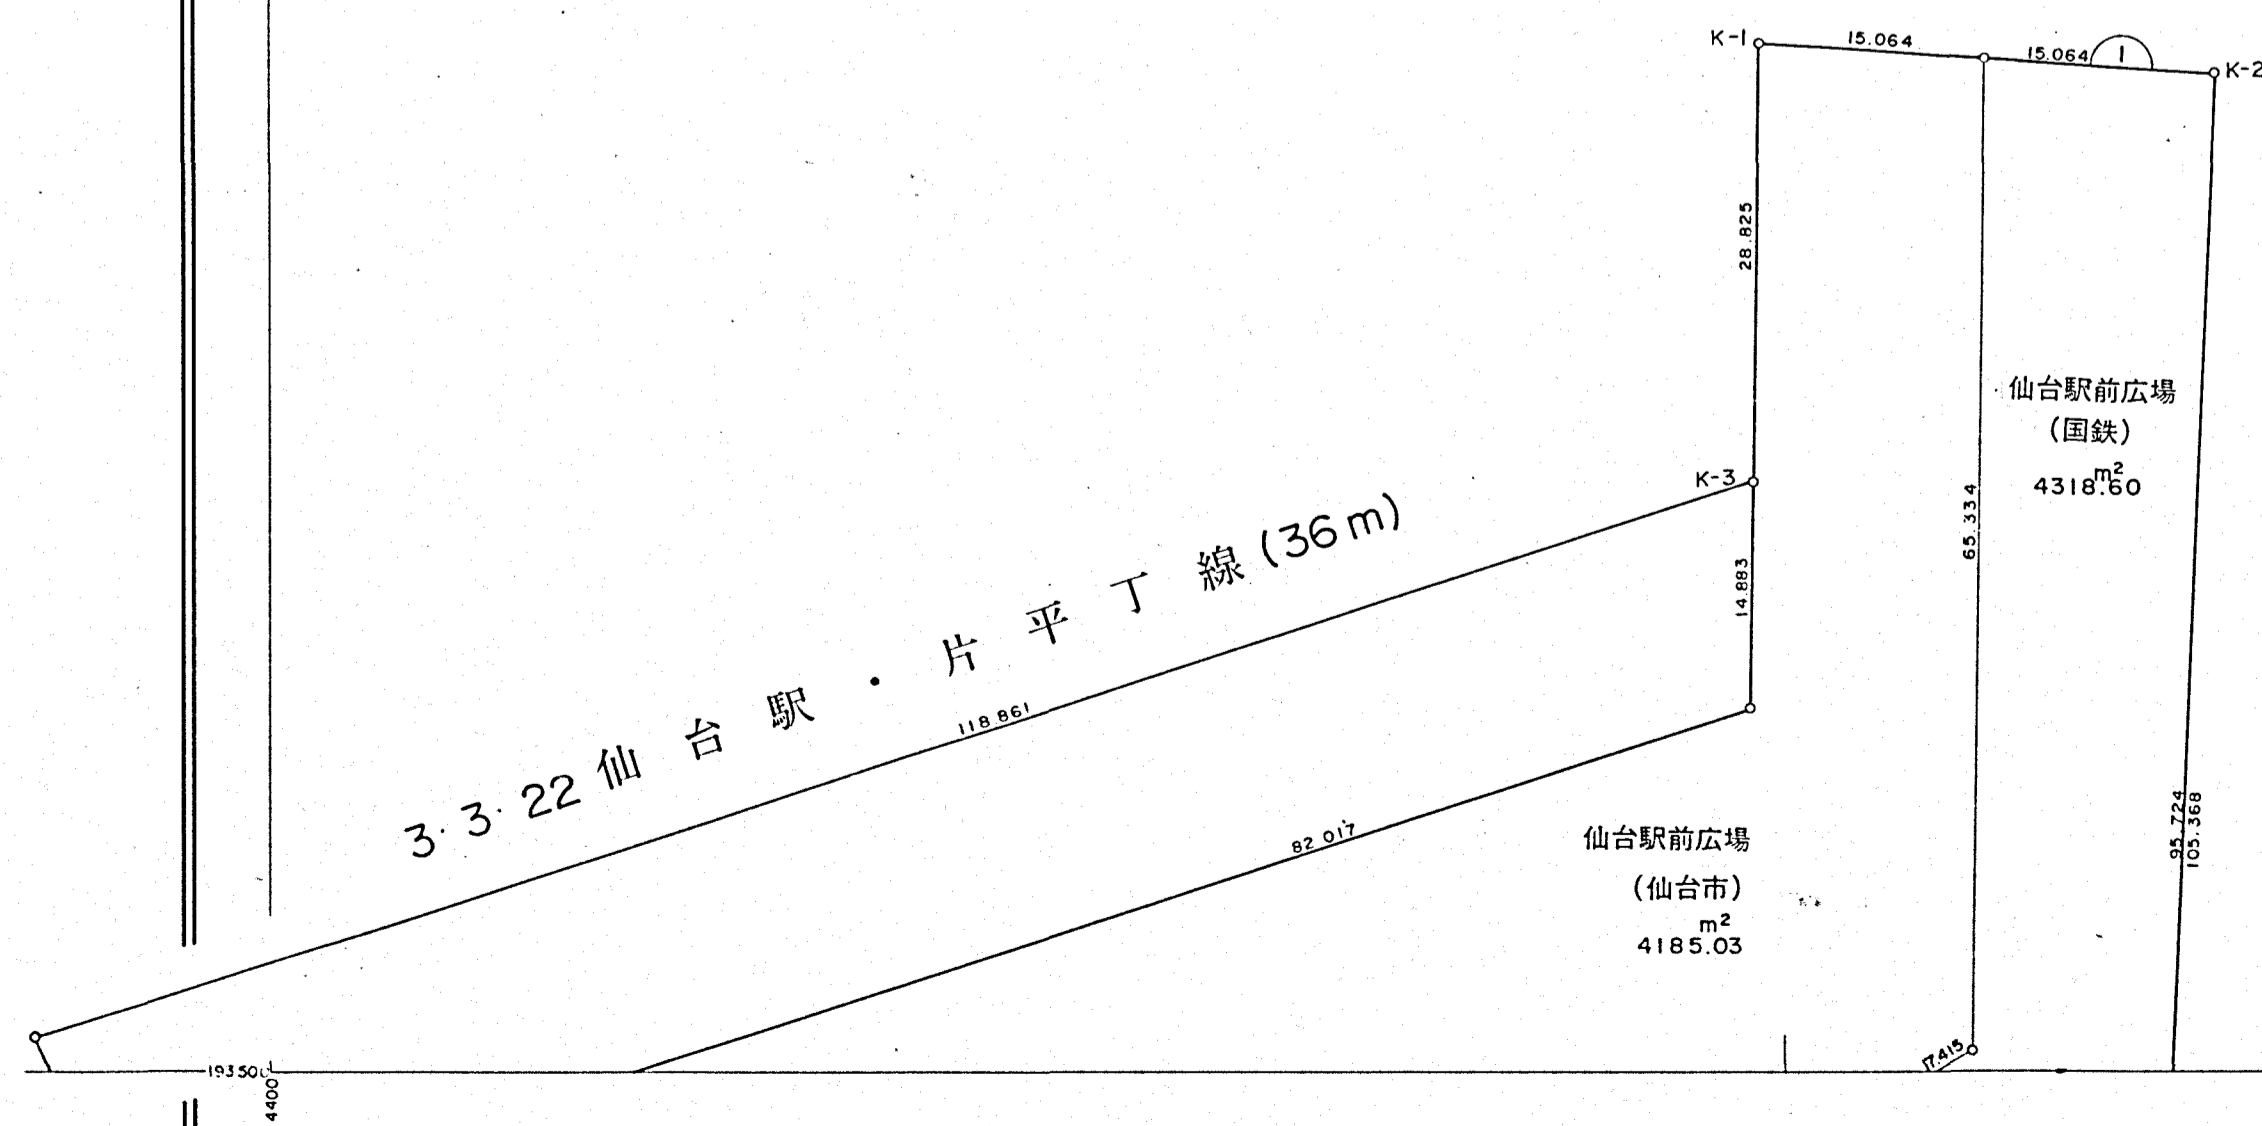 K-1
15.064
15.064
1
K-2
28.825
仙台駅前広場
(国鉄)
m²
4318.60
K-3
65.334
3・3・22 仙台駅・片平丁線(36m)
14.883
118.861
82.017
95.724
105.368
仙台駅前広場
(仙台市)
m²
4185.03
17.415
193500
4400